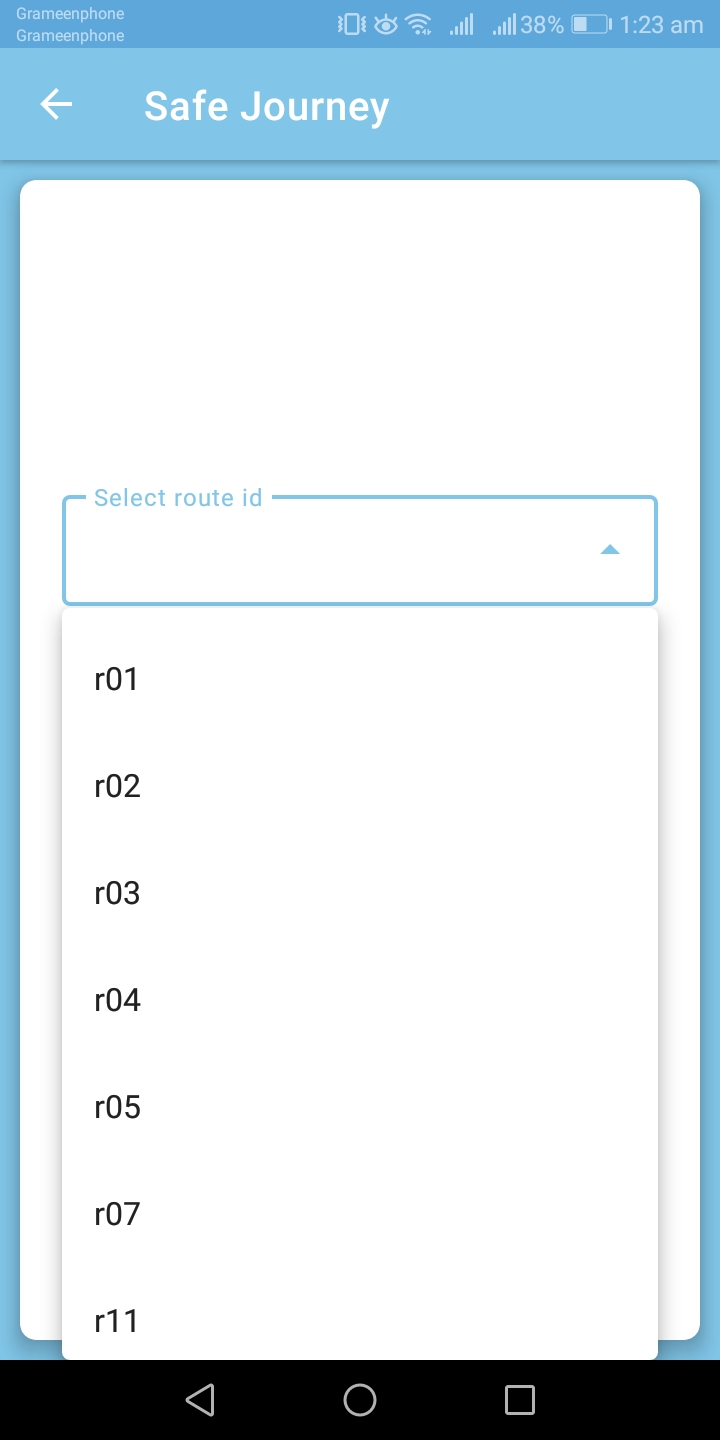 Grameenphone
Grameenphone
38% 1:23 am
Safe Journey
Select route id
r01
r02
r03
r04
r05
r07
r11